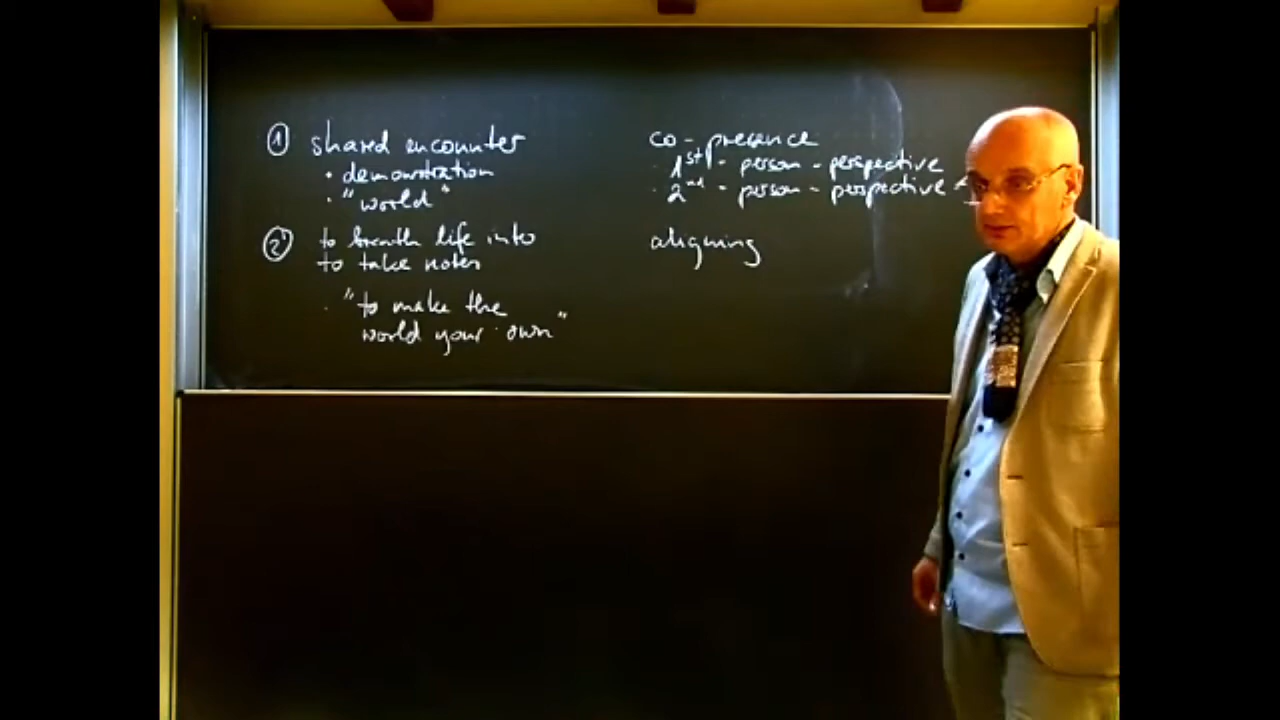 ① shared encounter
• demonstration
• "world"
② to breath life into
to take notes
• "to make the
world your own"
co-presence
• 1st-person-perspective
• 2nd-person-perspective
aligning